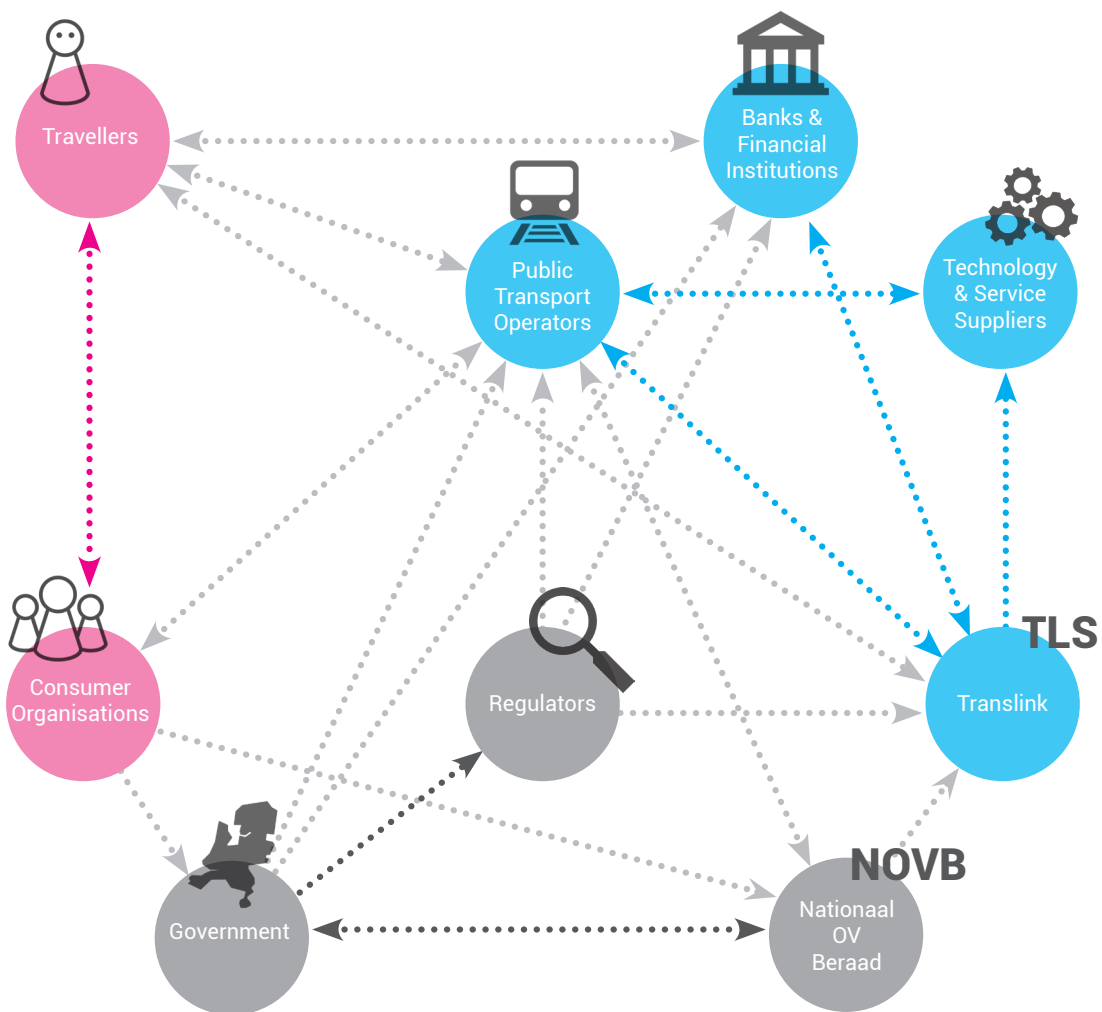 Travellers
Banks &
Financial
Institutions
Public
Transport
Operators
Technology
& Service
Suppliers
TLS
Consumer
Organisations
Regulators
Translink
NOVB
Government
Nationaal
OV
Beraad